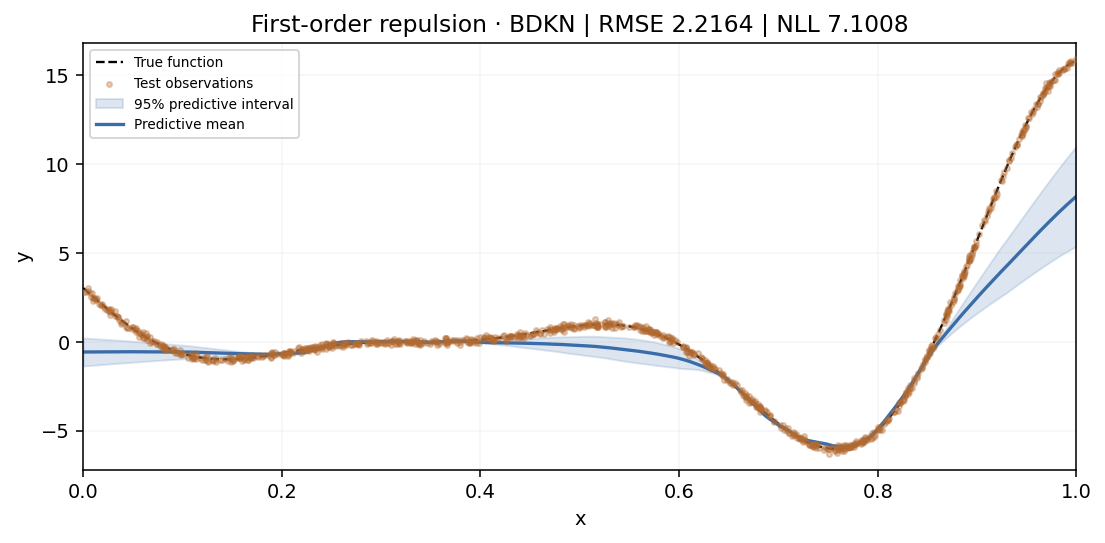 First-order repulsion · BDKN | RMSE 2.2164 | NLL 7.1008
True function
Test observations
95% predictive interval
Predictive mean
y
15
10
5
0
−5
0.0 0.2 0.4 0.6 0.8 1.0
x